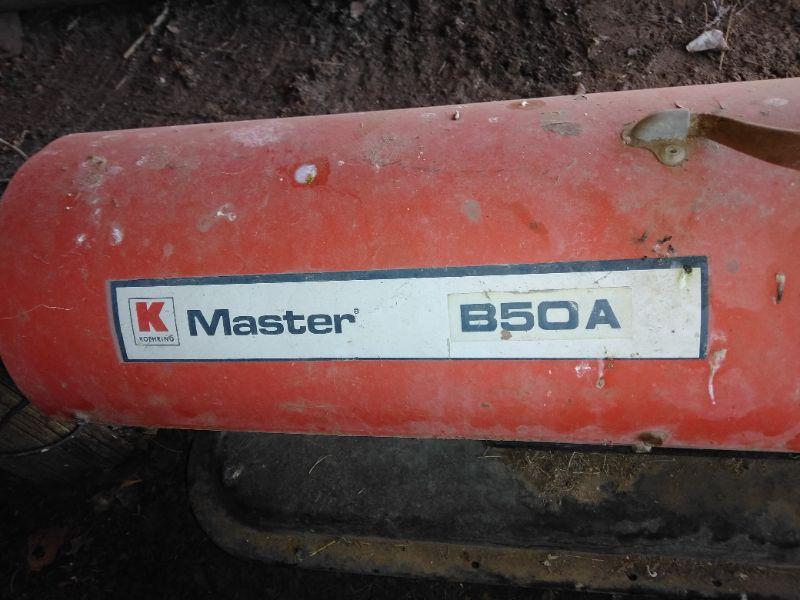 K
KOEHRING
Master®
B50A